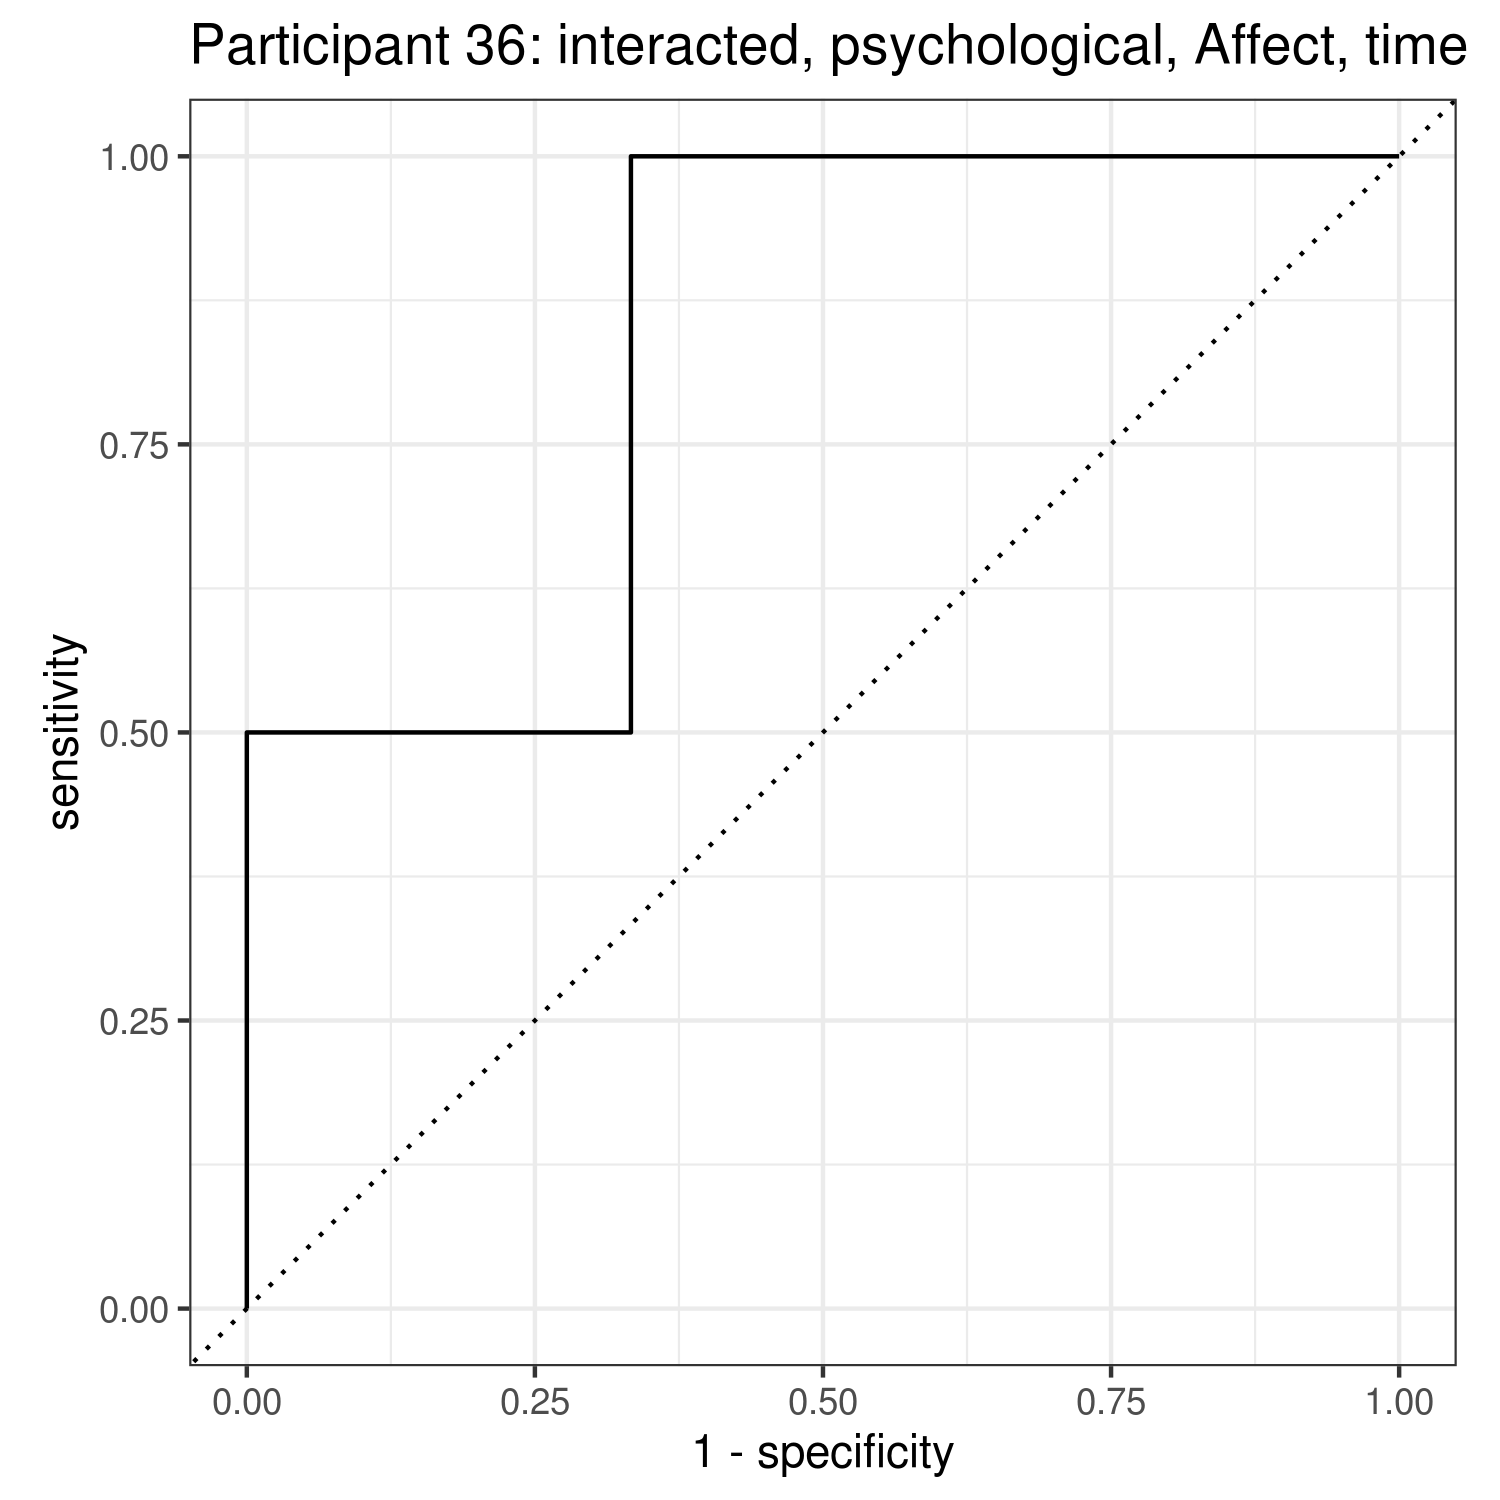 Participant 36: interacted, psychological, Affect, time
1.00
0.75
0.50
0.25
0.00
sensitivity
0.00 0.25 0.50 0.75 1.00
1 - specificity